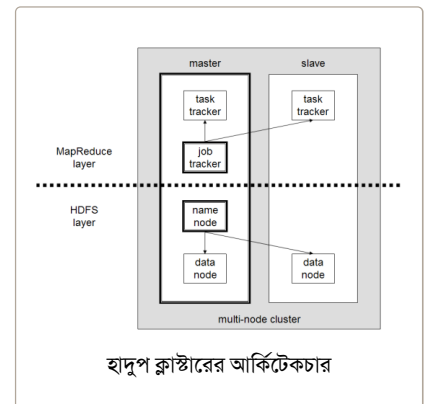 master
slave
task
tracker
task
tracker
MapReduce
layer
job
tracker
HDFS
layer
name
node
data
node
data
node
multi-node cluster
হাদুপ ক্লাস্টারের আর্কিটেকচার